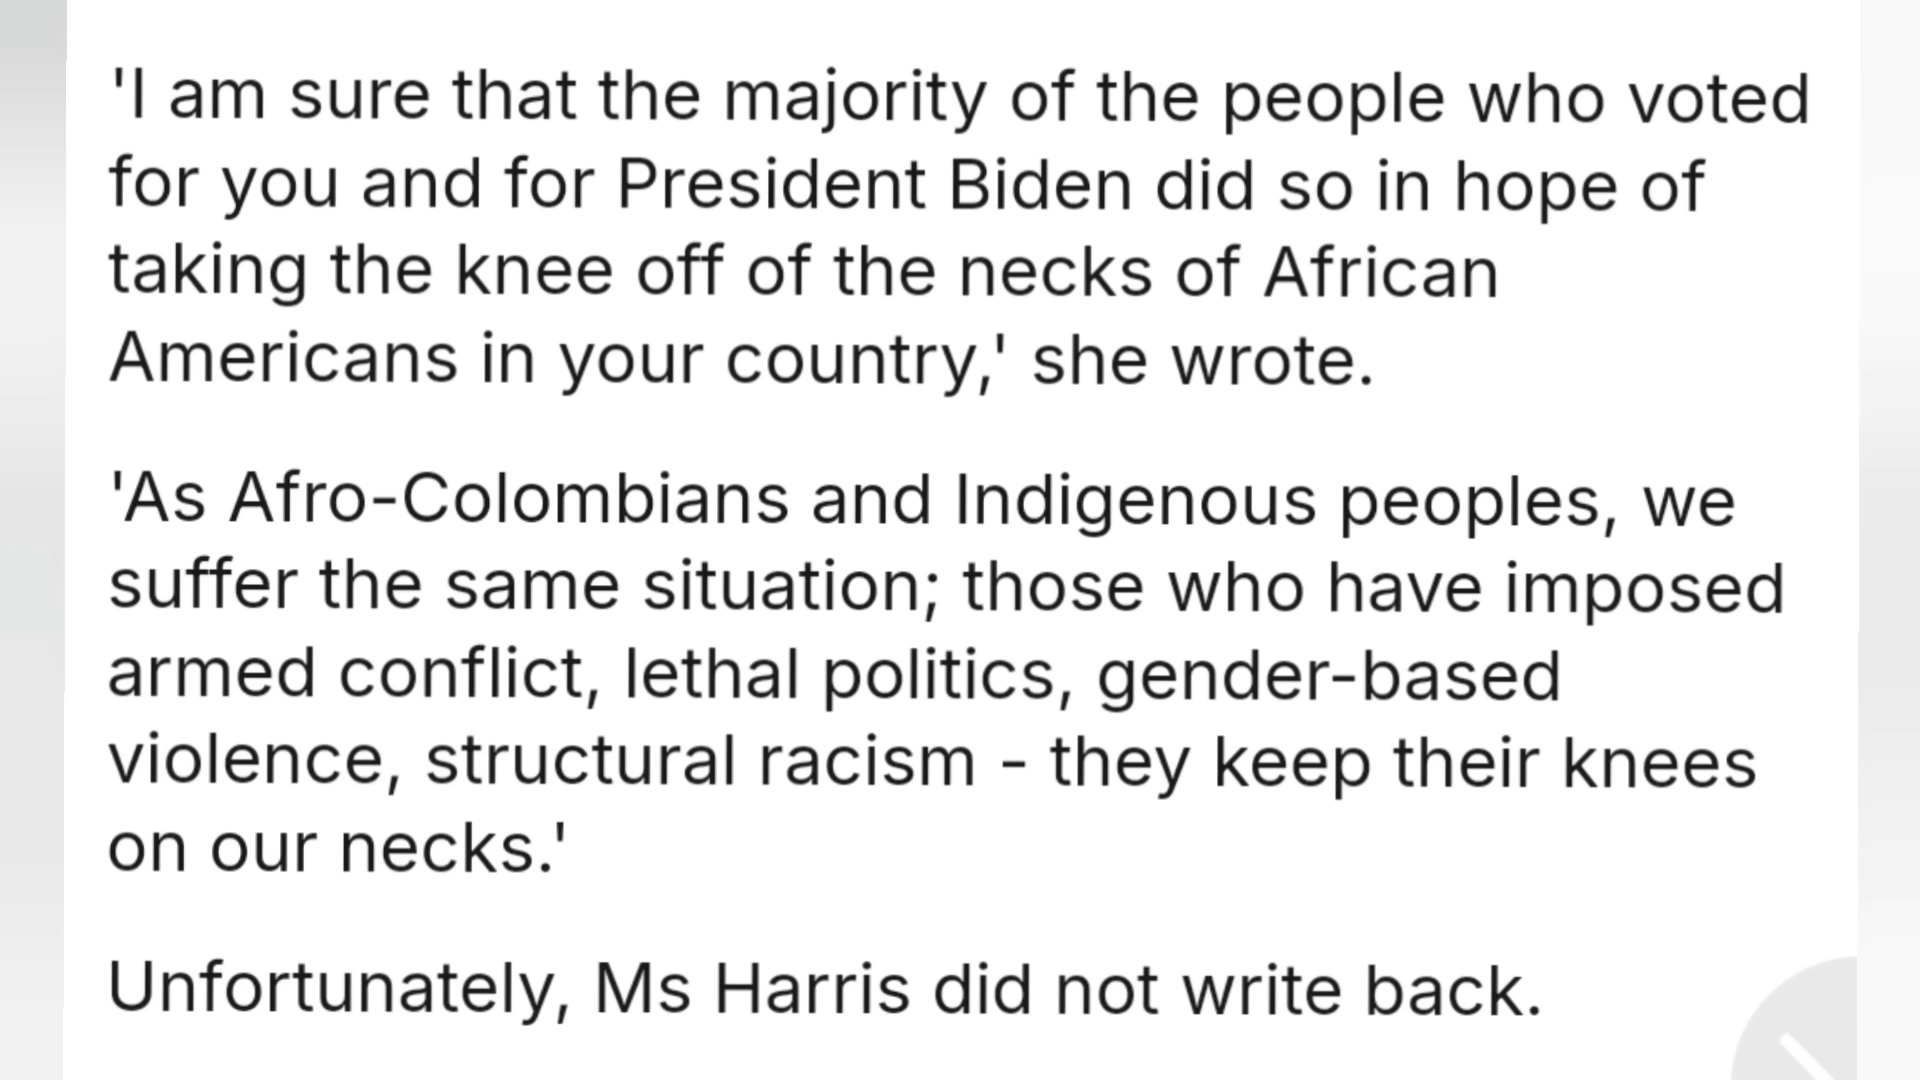 'I am sure that the majority of the people who voted
for you and for President Biden did so in hope of
taking the knee off of the necks of African
Americans in your country,' she wrote.
'As Afro-Colombians and Indigenous peoples, we
suffer the same situation; those who have imposed
armed conflict, lethal politics, gender-based
violence, structural racism - they keep their knees
on our necks.'
Unfortunately, Ms Harris did not write back.